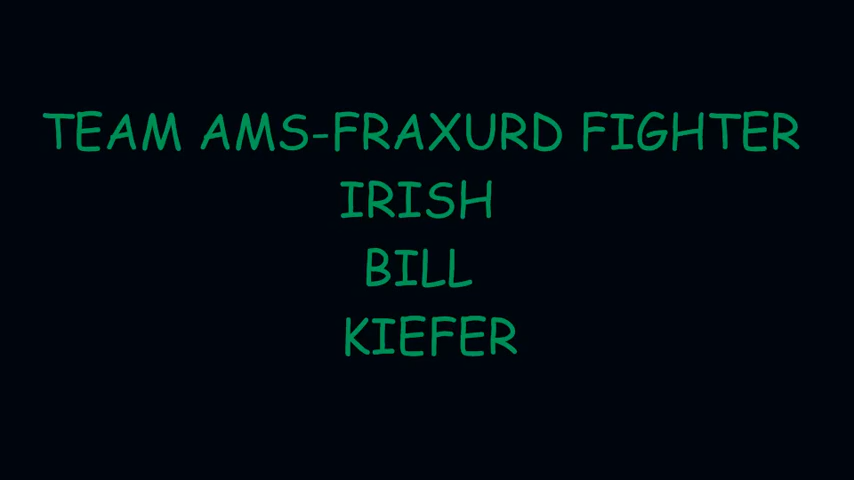 TEAM AMS-FRAXURD FIGHTER
IRISH
BILL
KIEFER